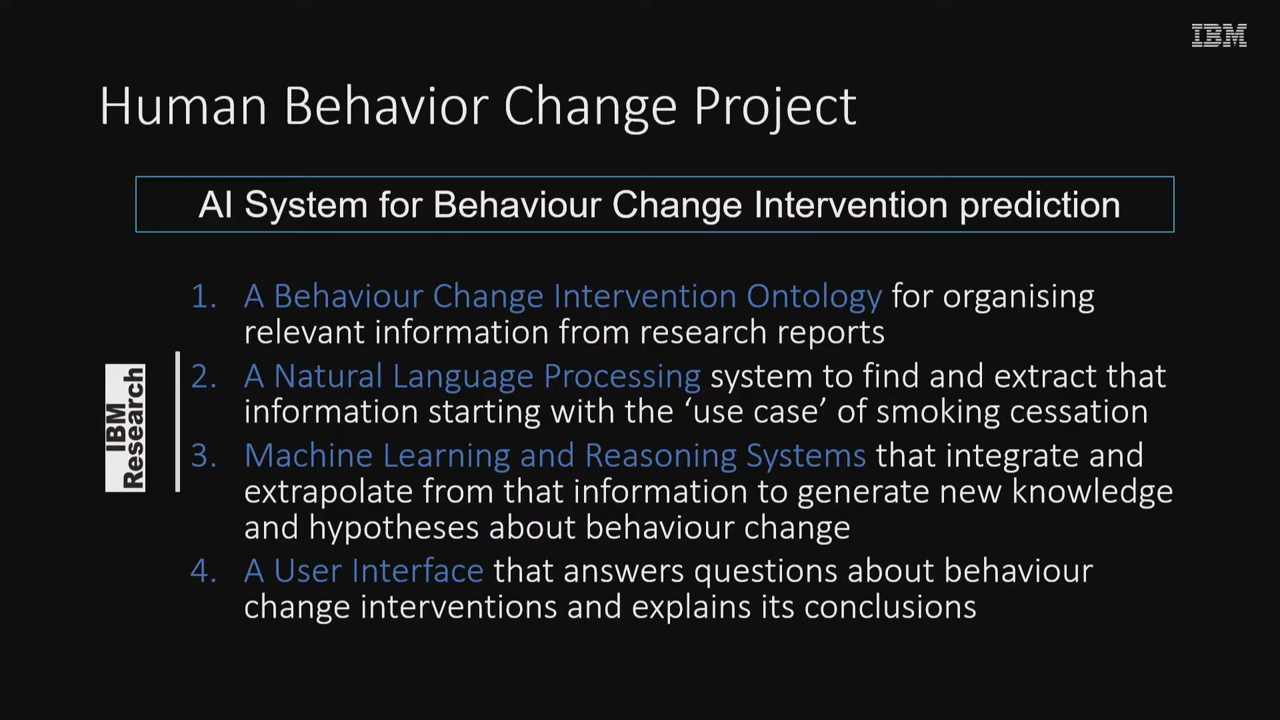 IBM
Human Behavior Change Project
AI System for Behaviour Change Intervention prediction
1. A Behaviour Change Intervention Ontology for organising
relevant information from research reports
IBM
Research
2. A Natural Language Processing system to find and extract that
information starting with the ‘use case’ of smoking cessation
3. Machine Learning and Reasoning Systems that integrate and
extrapolate from that information to generate new knowledge
and hypotheses about behaviour change
4. A User Interface that answers questions about behaviour
change interventions and explains its conclusions